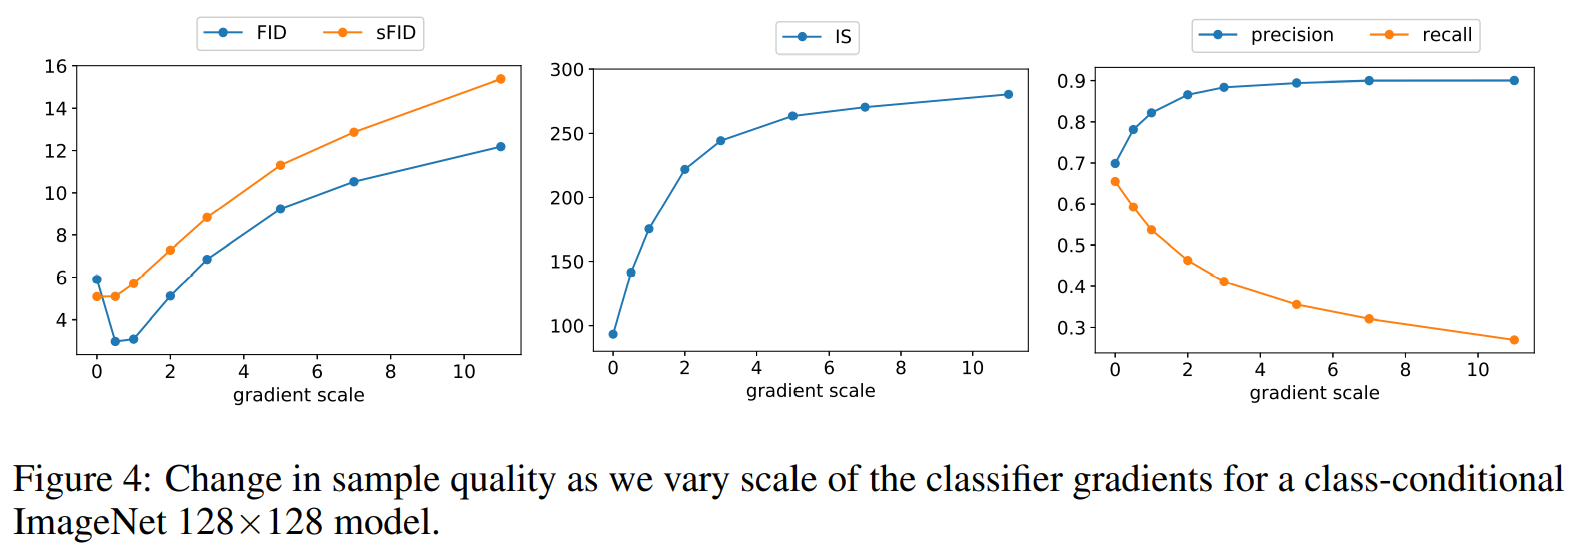 FID sFID
16
14
12
10
8
6
4
0 2 4 6 8 10
gradient scale
IS
300
250
200
150
100
0 2 4 6 8 10
gradient scale
precision recall
0.9
0.8
0.7
0.6
0.5
0.4
0.3
0 2 4 6 8 10
gradient scale
Figure 4: Change in sample quality as we vary scale of the classifier gradients for a class-conditional
ImageNet 128×128 model.